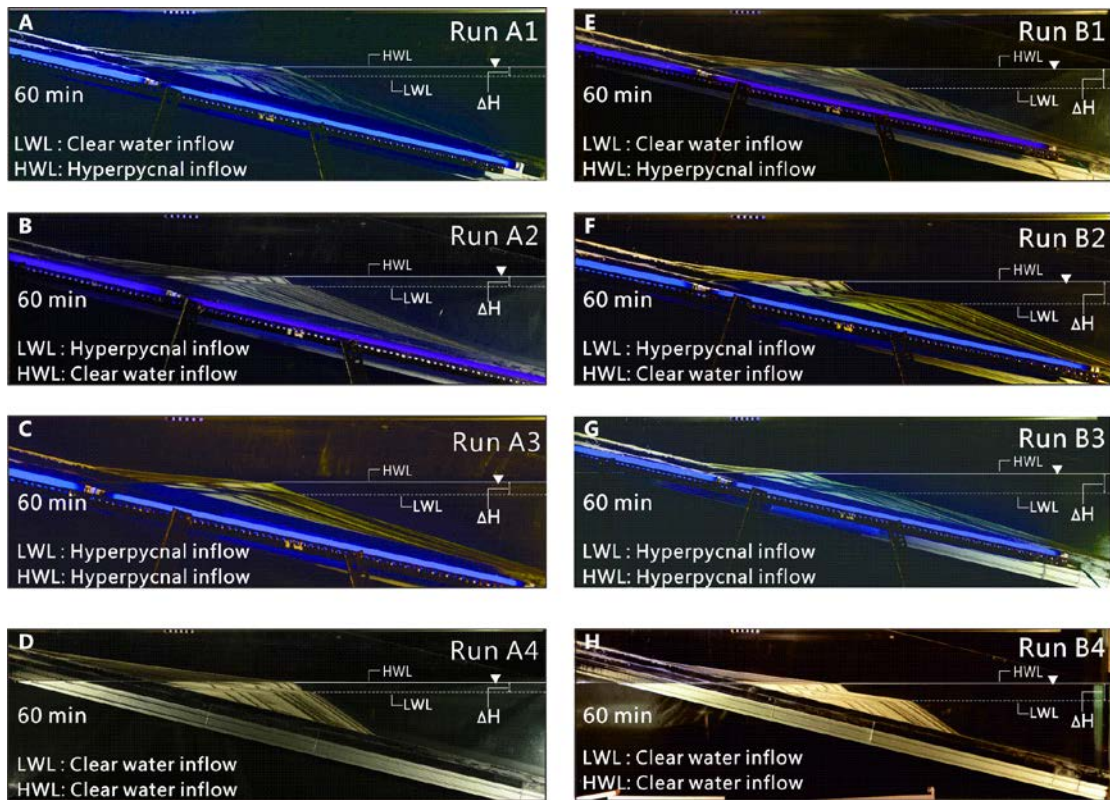 A
Run A1
HWL
LWL
ΔH
60 min
LWL : Clear water inflow
HWL: Hyperpycnal inflow
B
Run A2
HWL
LWL
ΔH
60 min
LWL : Hyperpycnal inflow
HWL: Clear water inflow
C
Run A3
HWL
LWL
ΔH
60 min
LWL : Hyperpycnal inflow
HWL: Hyperpycnal inflow
D
Run A4
HWL
LWL
ΔH
60 min
LWL : Clear water inflow
HWL: Clear water inflow
E
Run B1
HWL
LWL
ΔH
60 min
LWL : Clear water inflow
HWL: Hyperpycnal inflow
F
Run B2
HWL
LWL
ΔH
60 min
LWL : Hyperpycnal inflow
HWL: Clear water inflow
G
Run B3
HWL
LWL
ΔH
60 min
LWL : Hyperpycnal inflow
HWL: Hyperpycnal inflow
H
Run B4
HWL
LWL
ΔH
60 min
LWL : Clear water inflow
HWL: Clear water inflow